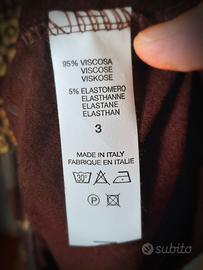 95% VISCOSA
VISCOSE
VISKOSE
5% ELASTOMERO
ELASTHANNE
ELASTANE
ELASTHAN
3
MADE IN ITALY
FABRIQUE EN ITALIE
30°
P
subito